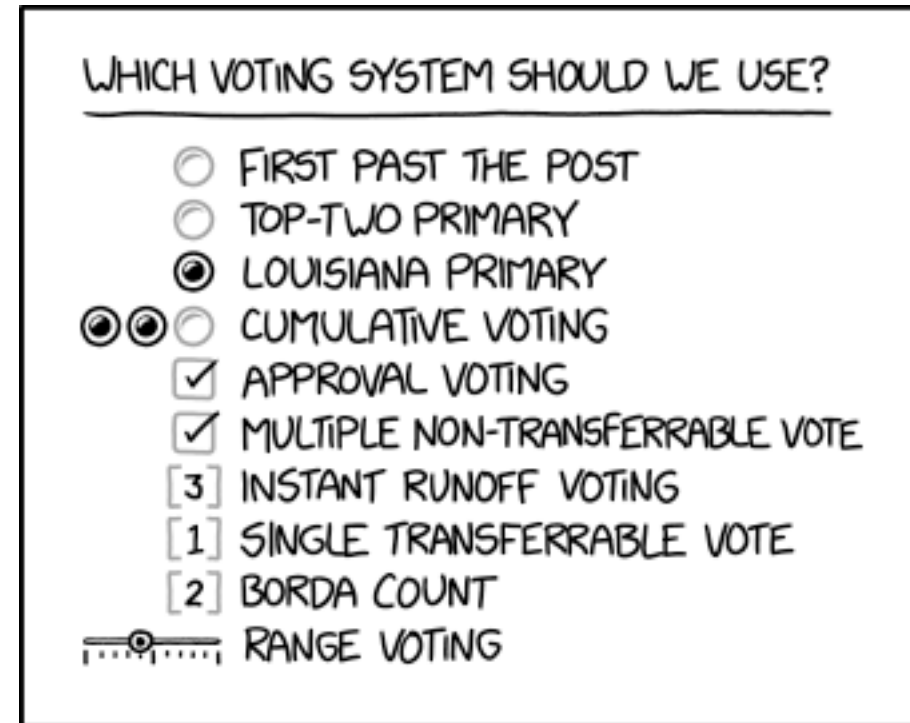 WHICH VOTING SYSTEM SHOULD WE USE?
FIRST PAST THE POST
TOP-TWO PRIMARY
LOUISIANA PRIMARY
CUMULATIVE VOTING
APPROVAL VOTING
MULTIPLE NON-TRANSFERRABLE VOTE
[3] INSTANT RUNOFF VOTING
[1] SINGLE TRANSFERRABLE VOTE
[2] BORDA COUNT
RANGE VOTING